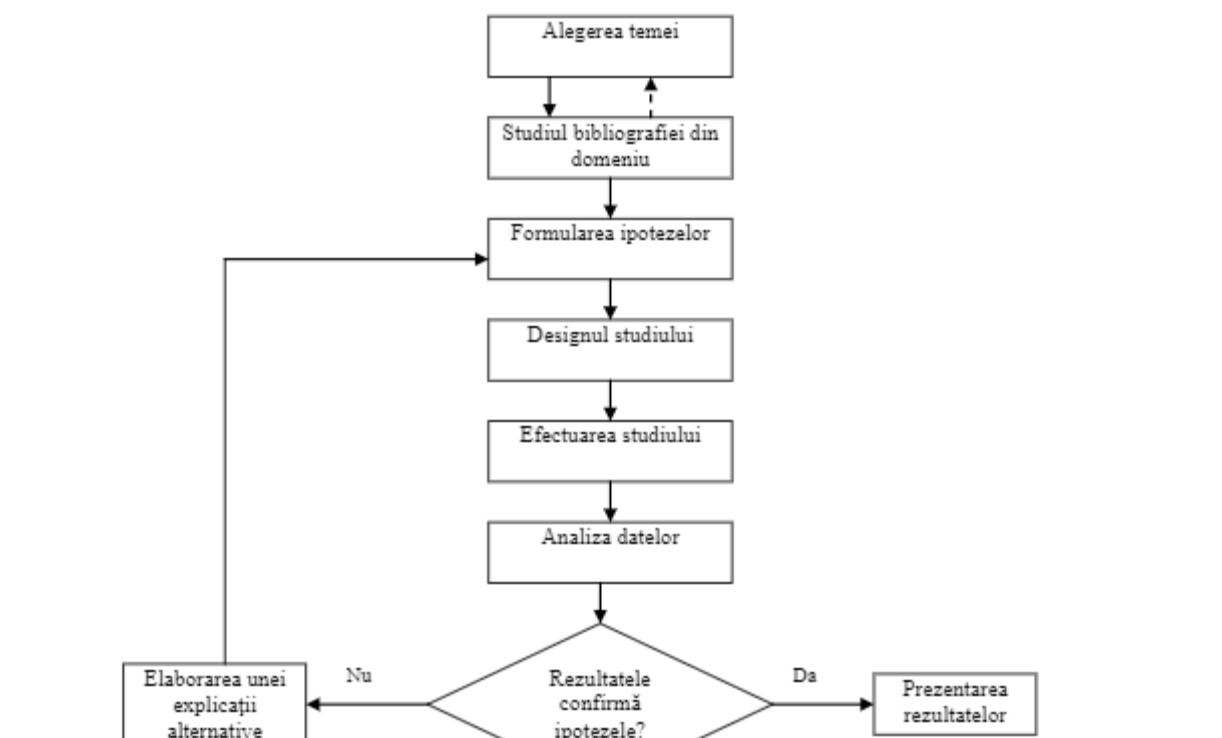 Alegerea temei
Studiul bibliografiei din
domeniu
Formularea ipotezelor
Designul studiului
Efectuarea studiului
Analiza datelor
Elaborarea unei
explicaţii
alternative
Nu
Rezultatele
confirmă
ipotezele?
Da
Prezentarea
rezultatelor